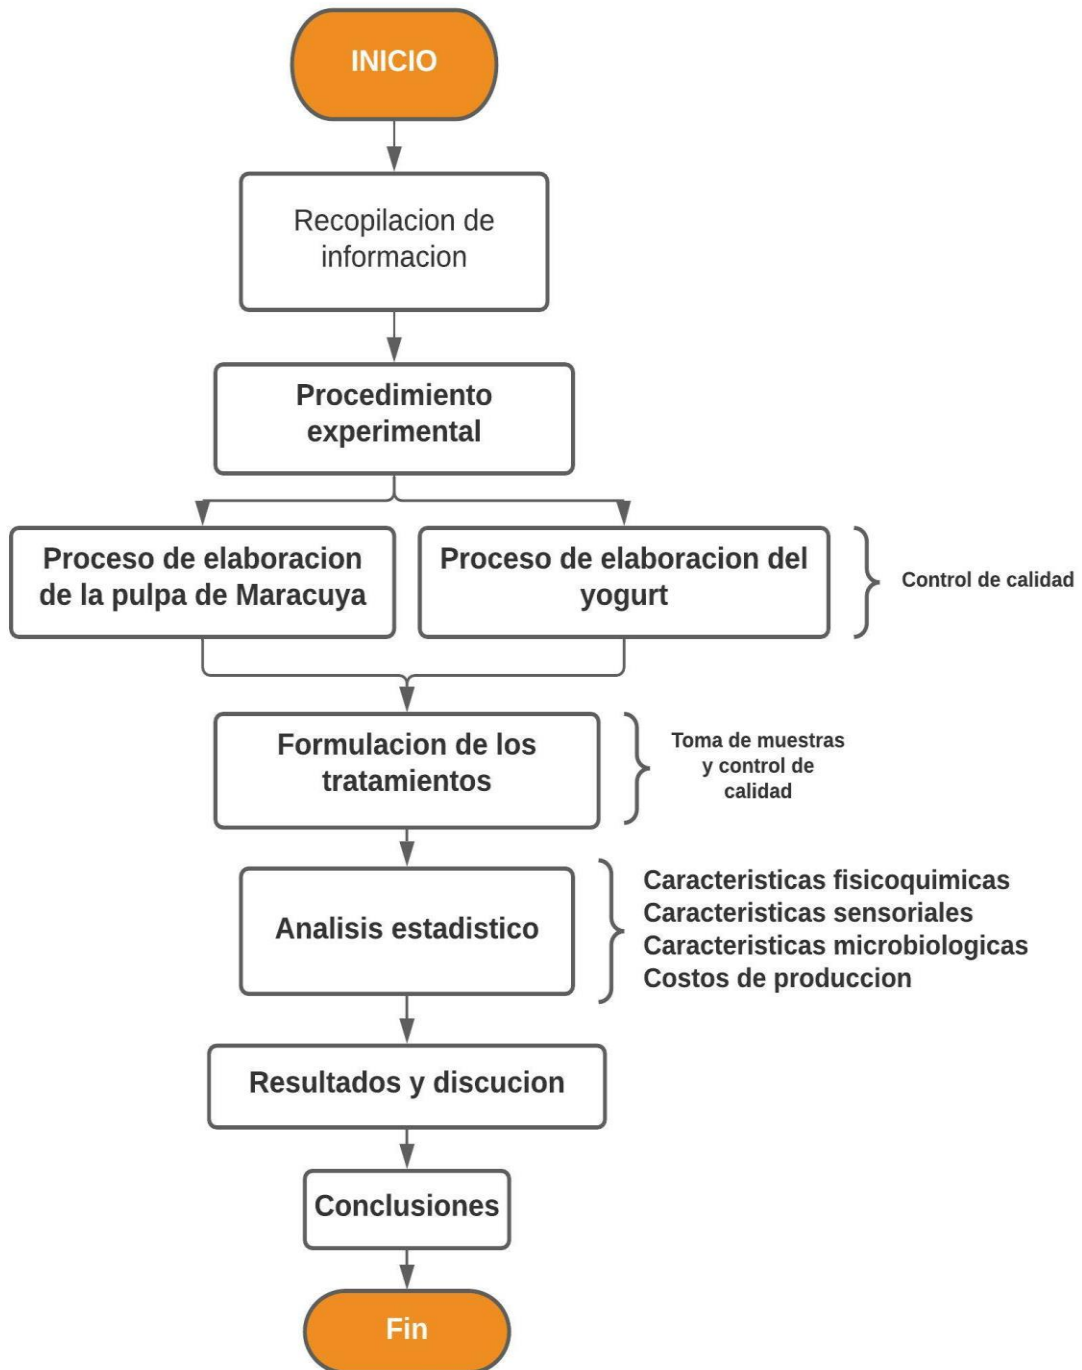 INICIO
Recopilacion de
informacion
Procedimiento
experimental
Proceso de elaboracion
de la pulpa de Maracuya
Proceso de elaboracion del
yogurt
Control de calidad
Formulacion de los
tratamientos
Toma de muestras
y control de
calidad
Analisis estadistico
Caracteristicas fisicoquimicas
Caracteristicas sensoriales
Caracteristicas microbiologicas
Costos de produccion
Resultados y discucion
Conclusiones
Fin